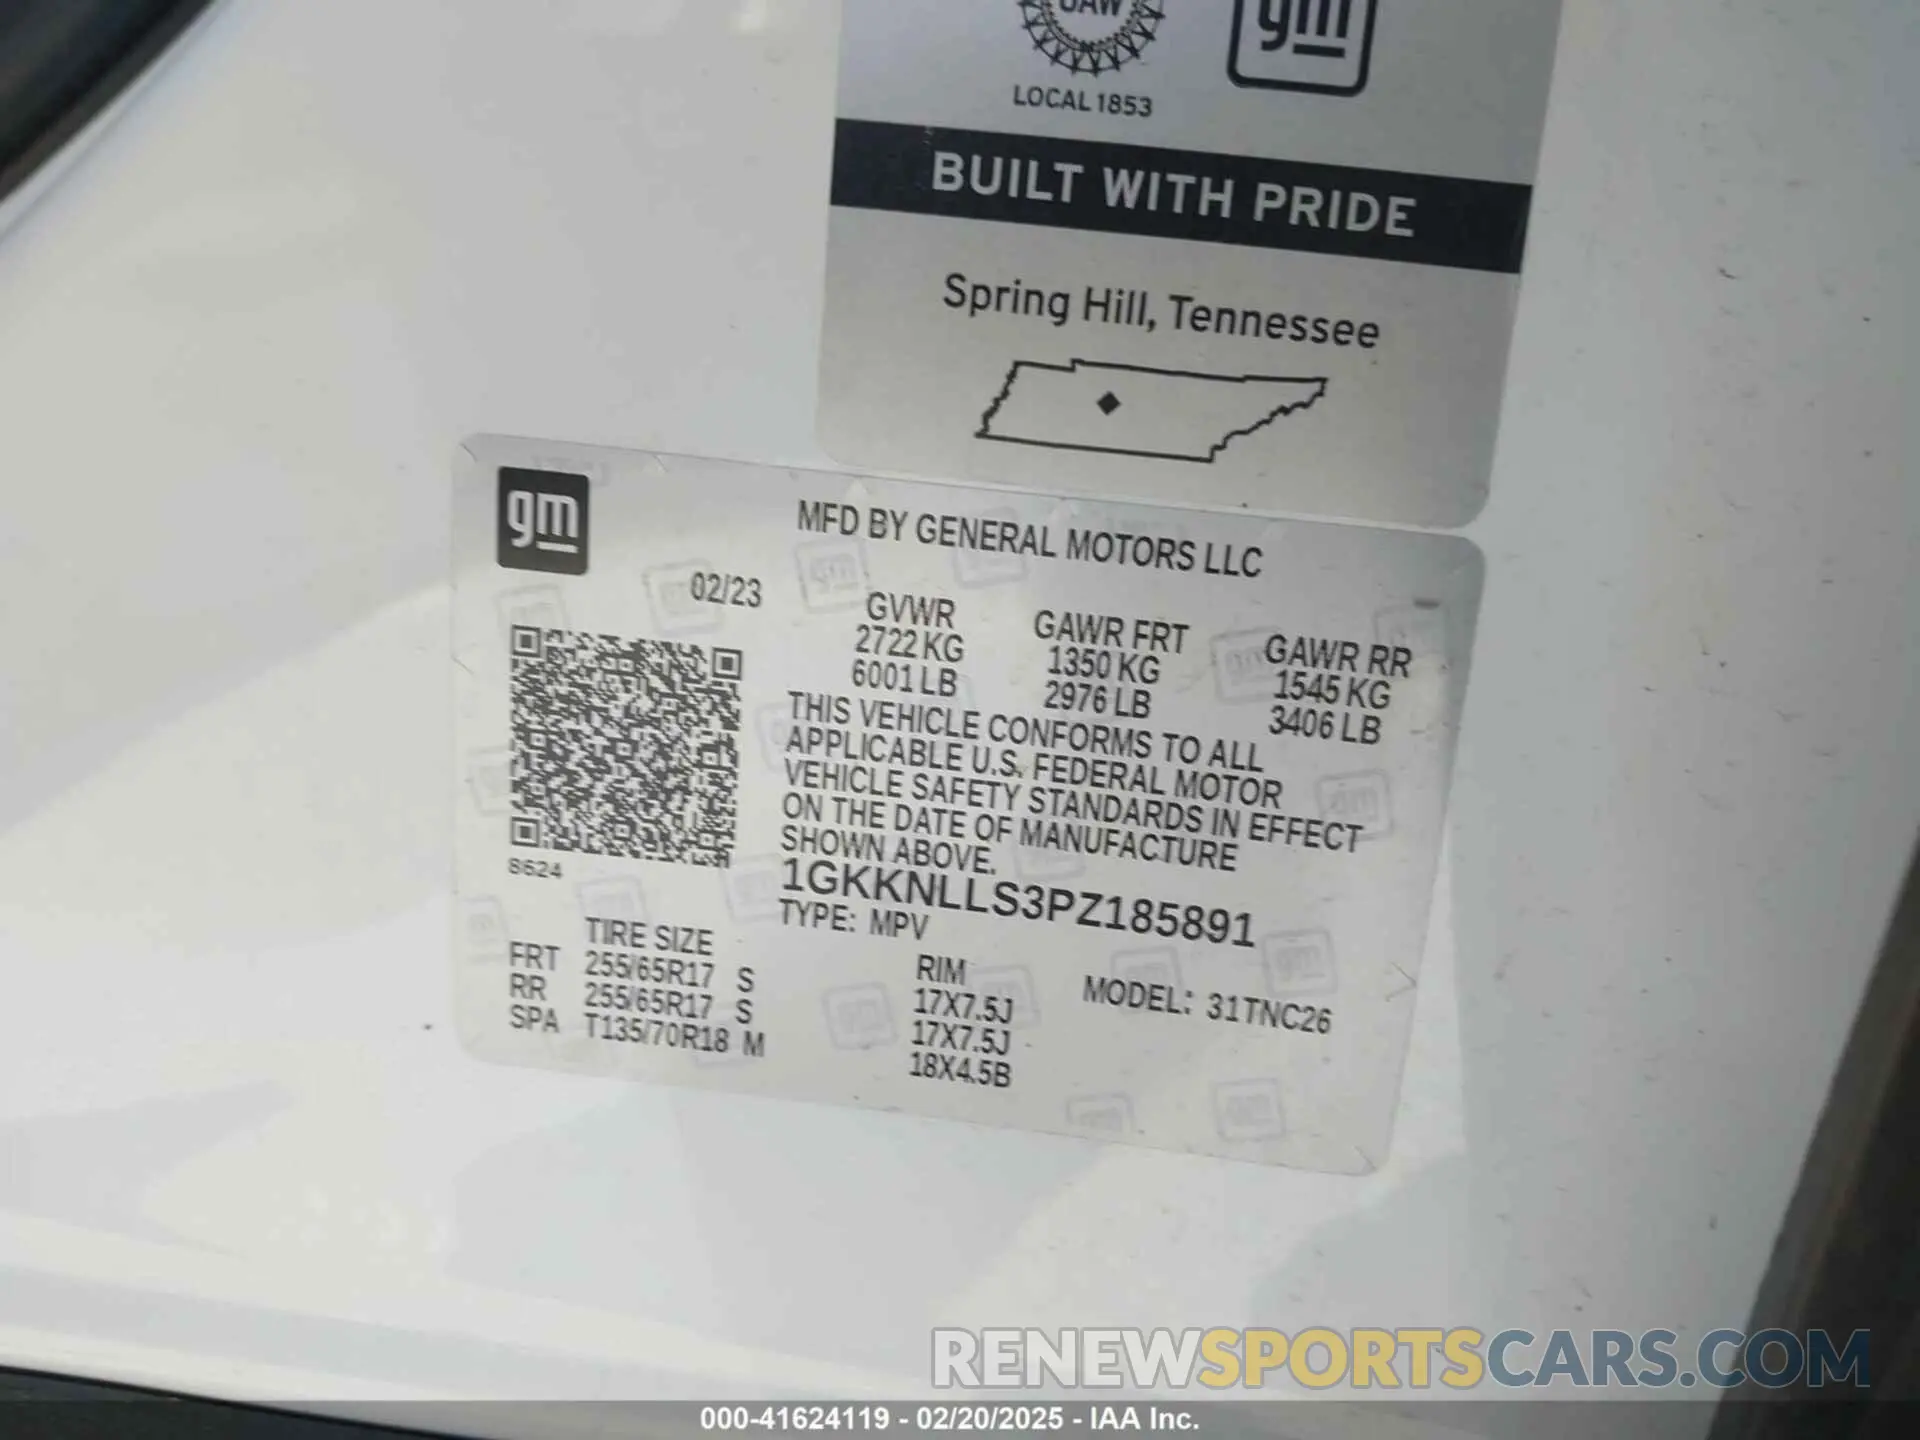 UAW
gm
LOCAL 1853
BUILT WITH PRIDE
Spring Hill, Tennessee
gm
MFD BY GENERAL MOTORS LLC
02/23
GVWR GAWR FRT GAWR RR
2722 KG 1350 KG 1545 KG
6001 LB 2976 LB 3406 LB
THIS VEHICLE CONFORMS TO ALL
APPLICABLE U.S. FEDERAL MOTOR
VEHICLE SAFETY STANDARDS IN EFFECT
ON THE DATE OF MANUFACTURE
SHOWN ABOVE.
8624
1GKKNLLS3PZ185891
TYPE: MPV
TIRE SIZE RIM MODEL: 31TNC26
FRT 255/65R17 S 17X7.5J
RR 255/65R17 S 17X7.5J
SPA T135/70R18 M 18X4.5B
RENEWSPORTSCARS.COM
000-41624119 - 02/20/2025 - IAA Inc.